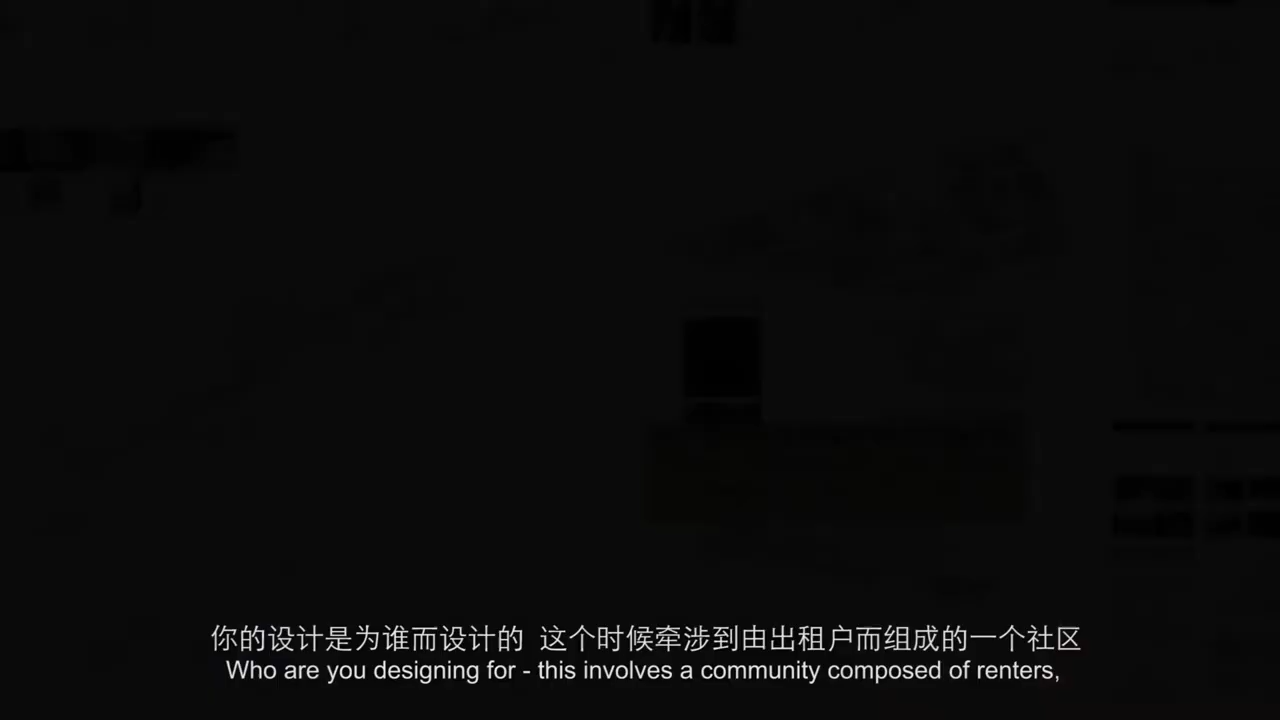 你的设计是为谁而设计的 这个时候牵涉到由出租户而组成的一个社区
Who are you designing for - this involves a community composed of renters,